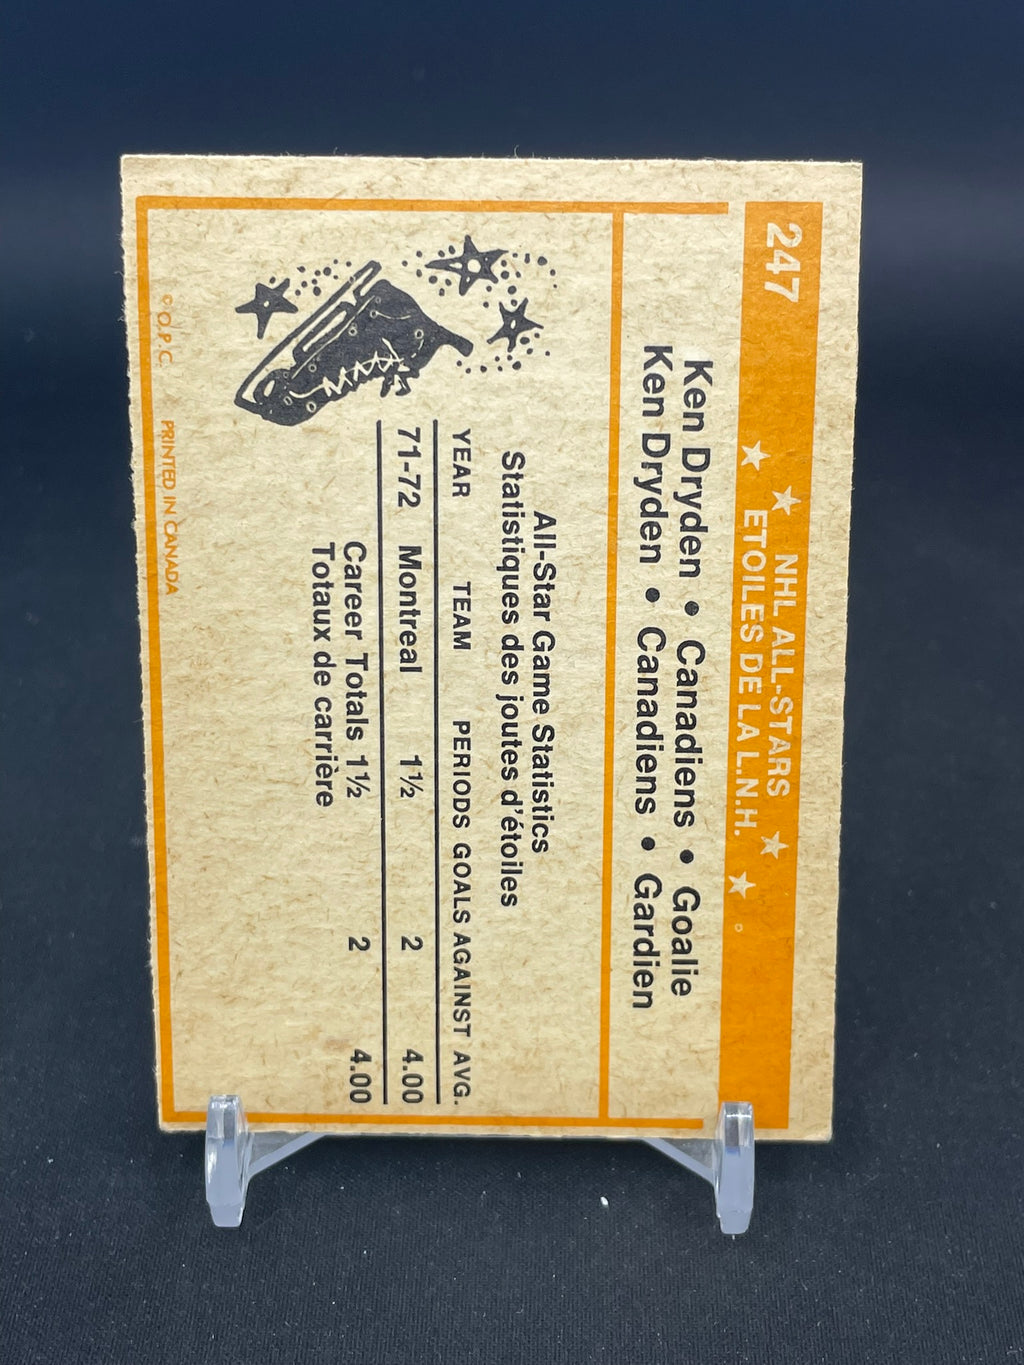 247
★ NHL ALL-STARS ★
★ ETOILES DE LA L.N.H. ★
Ken Dryden • Canadiens • Goalie
Ken Dryden • Canadiens • Gardien
All-Star Game Statistics
Statistiques des joutes d'étoiles
YEAR TEAM PERIODS GOALS AGAINST AVG.
71-72 Montreal 1½ 2 4.00
Career Totals 1½ 2 4.00
Totaux de carrière
© O.P.C. PRINTED IN CANADA